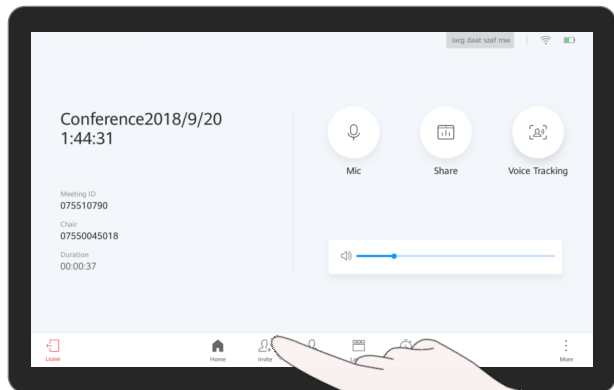 iacg daat szaf mw
Conference2018/9/20
1:44:31
Mic
Share
Voice Tracking
Meeting ID
075510790
Chair
07550045018
Duration
00:00:37
Leave
Home
Invite
More